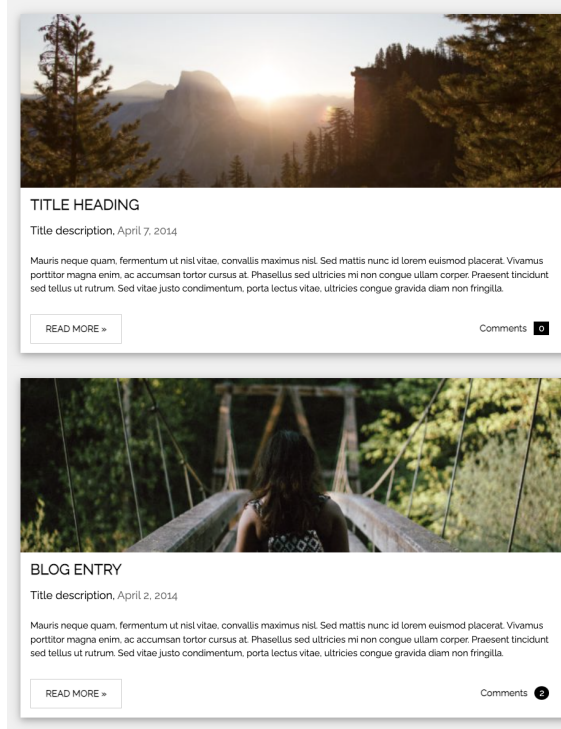 TITLE HEADING
Title description, April 7, 2014
Mauris neque quam, fermentum ut nisl vitae, convallis maximus nisl. Sed mattis nunc id lorem euismod placerat. Vivamus
porttitor magna enim, ac accumsan tortor cursus at. Phasellus sed ultricies mi non congue ullam corper. Praesent tincidunt
sed tellus ut rutrum. Sed vitae justo condimentum, porta lectus vitae, ultricies congue gravida diam non fringilla.
READ MORE » Comments 0
BLOG ENTRY
Title description, April 2, 2014
Mauris neque quam, fermentum ut nisl vitae, convallis maximus nisl. Sed mattis nunc id lorem euismod placerat. Vivamus
porttitor magna enim, ac accumsan tortor cursus at. Phasellus sed ultricies mi non congue ullam corper. Praesent tincidunt
sed tellus ut rutrum. Sed vitae justo condimentum, porta lectus vitae, ultricies congue gravida diam non fringilla.
READ MORE » Comments 2